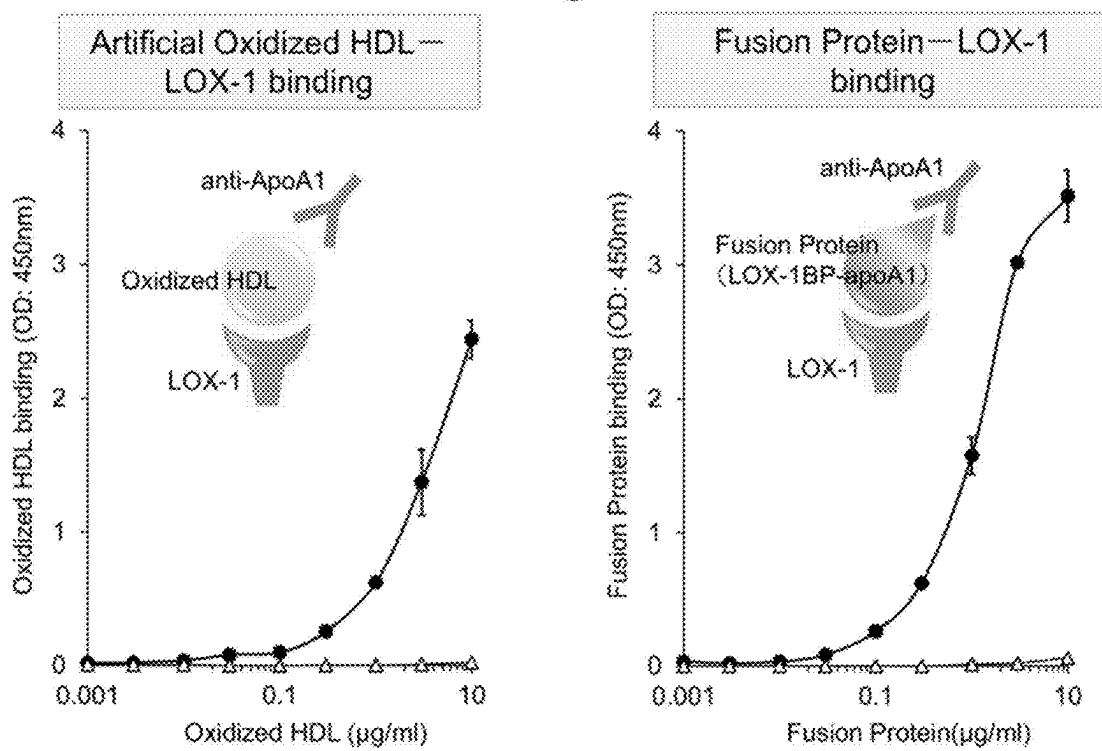 Artificial Oxidized HDL—
LOX-1 binding
Oxidized HDL binding (OD: 450nm)
4
3
2
1
0
anti-ApoA1
Oxidized HDL
LOX-1
0.001
0.1
10
Oxidized HDL (μg/ml)
Fusion Protein—LOX-1
binding
Fusion Protein binding (OD: 450nm)
4
3
2
1
0
anti-ApoA1
Fusion Protein
(LOX-1BP-apoA1)
LOX-1
0.001
0.1
10
Fusion Protein(μg/ml)